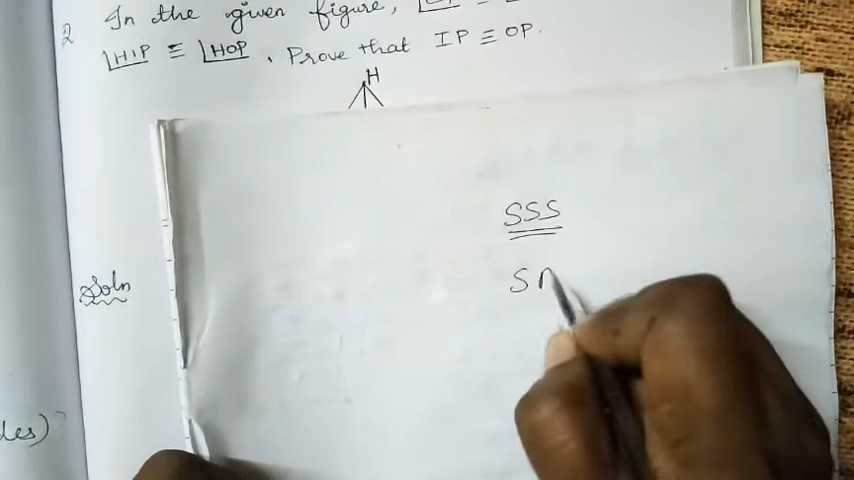 2 In the given figure,
∠HIP ≡ ∠HOP. Prove that IP ≡ OP.
H
SSS
Soln
S
les)